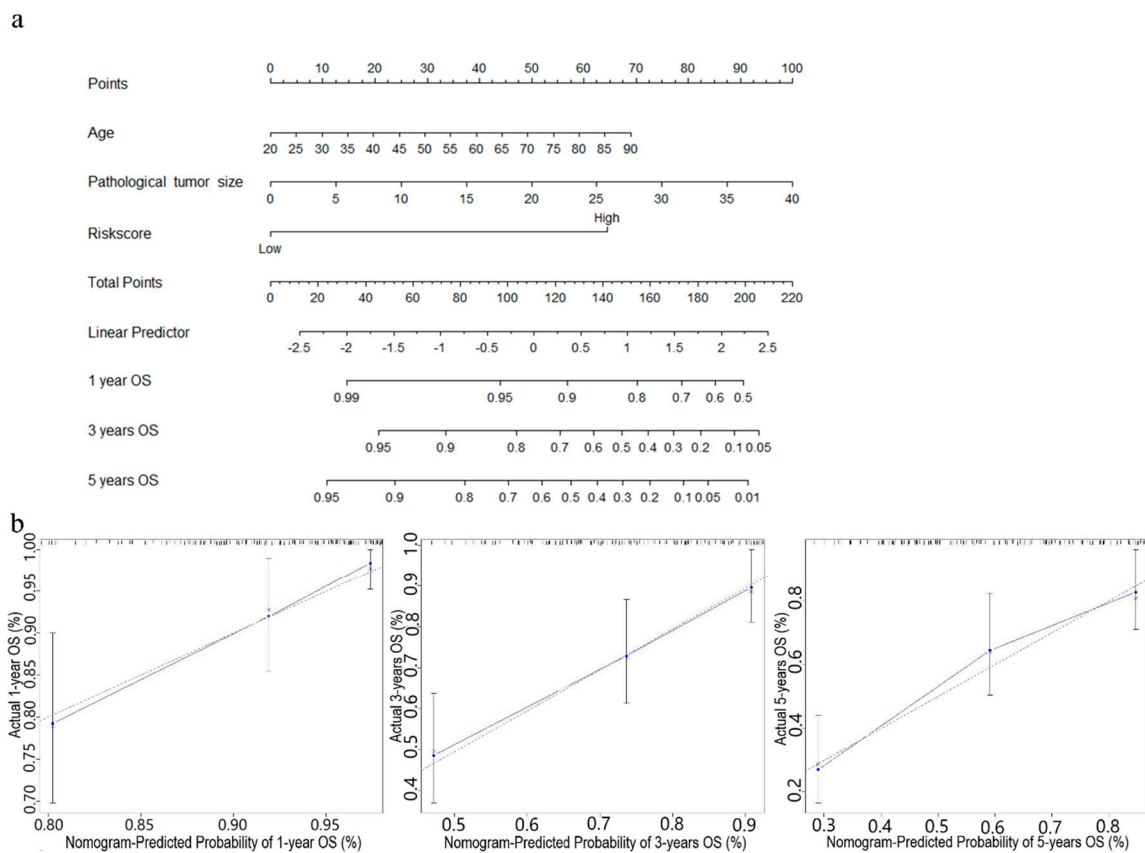 a
0 10 20 30 40 50 60 70 80 90 100
Points
Age
20 25 30 35 40 45 50 55 60 65 70 75 80 85 90
Pathological tumor size
0 5 10 15 20 25 30 35 40
High
Riskscore
Low
Total Points
0 20 40 60 80 100 120 140 160 180 200 220
Linear Predictor
-2.5 -2 -1.5 -1 -0.5 0 0.5 1 1.5 2 2.5
1 year OS
0.99 0.95 0.9 0.8 0.7 0.6 0.5
3 years OS
0.95 0.9 0.8 0.7 0.6 0.5 0.4 0.3 0.2 0.1 0.05
5 years OS
0.95 0.9 0.8 0.7 0.6 0.5 0.4 0.3 0.2 0.1 0.05 0.01
b
Actual 1-year OS (%)
0.70 0.75 0.80 0.85 0.90 0.95 1.00
0.80 0.85 0.90 0.95
Nomogram-Predicted Probability of 1-year OS (%)
Actual 3-years OS (%)
0.4 0.5 0.6 0.7 0.8 0.9 1.0
0.5 0.6 0.7 0.8 0.9
Nomogram-Predicted Probability of 3-years OS (%)
Actual 5-years OS (%)
0.2 0.4 0.6 0.8
0.3 0.4 0.5 0.6 0.7 0.8
Nomogram-Predicted Probability of 5-years OS (%)